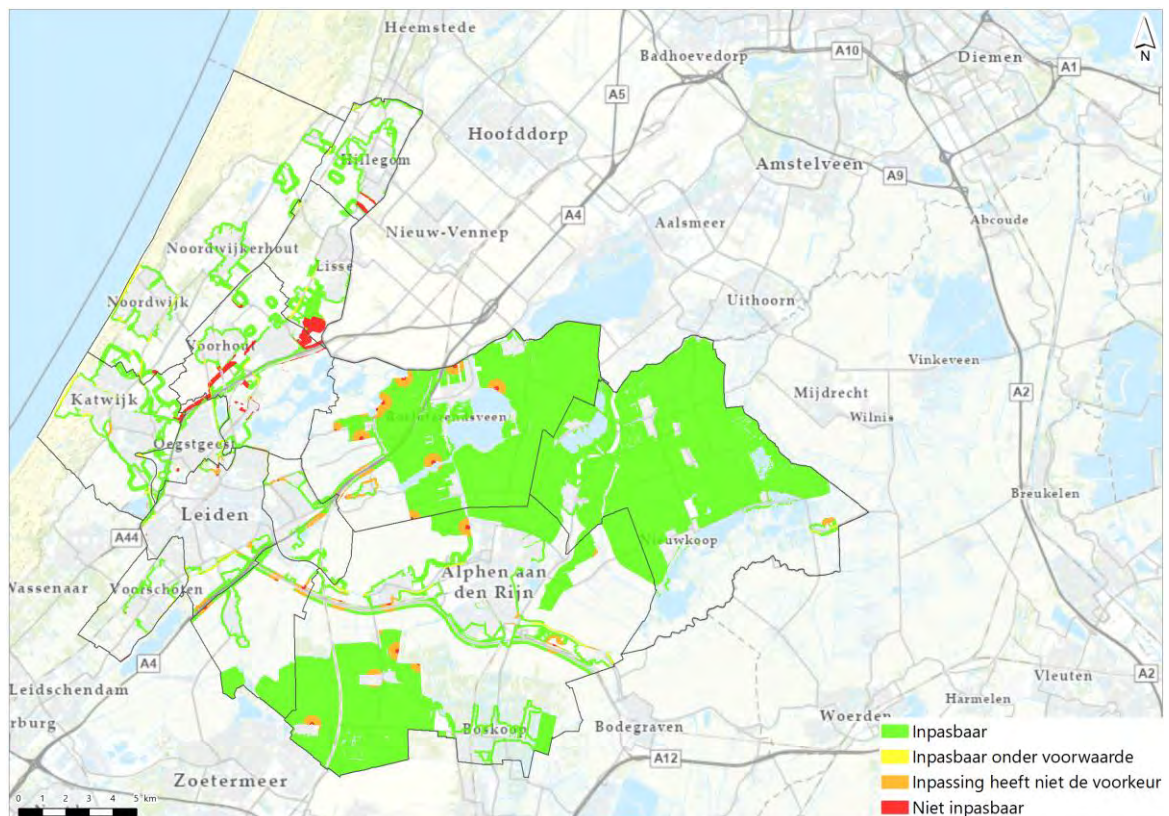 Heemstede
Badhoevedorp
A10
Diemen
A1
N
A5
Hoofddorp
Hillegom
Amstelveen
A9
A4
Aalsmeer
Abcoude
Nieuw-Vennep
Noordwijkerhout
Lisse
Noordwijk
Uithoorn
Voorhout
Vinkeveen
A2
Katwijk
Mijdrecht
Wilnis
Roelofarendsveen
Oegstgeest
Leiden
Breukelen
A44
Nieuwkoop
Alphen aan
den Rijn
Wassenaar
Voorschoten
A4
Vleuten
A2
Leidschendam
Harmelen
rburg
Boskoop
Bodegraven
Woerden
A12
Zoetermeer
Inpasbaar
Inpasbaar onder voorwaarde
Inpassing heeft niet de voorkeur
Niet inpasbaar
0 1 2 3 4 5 km